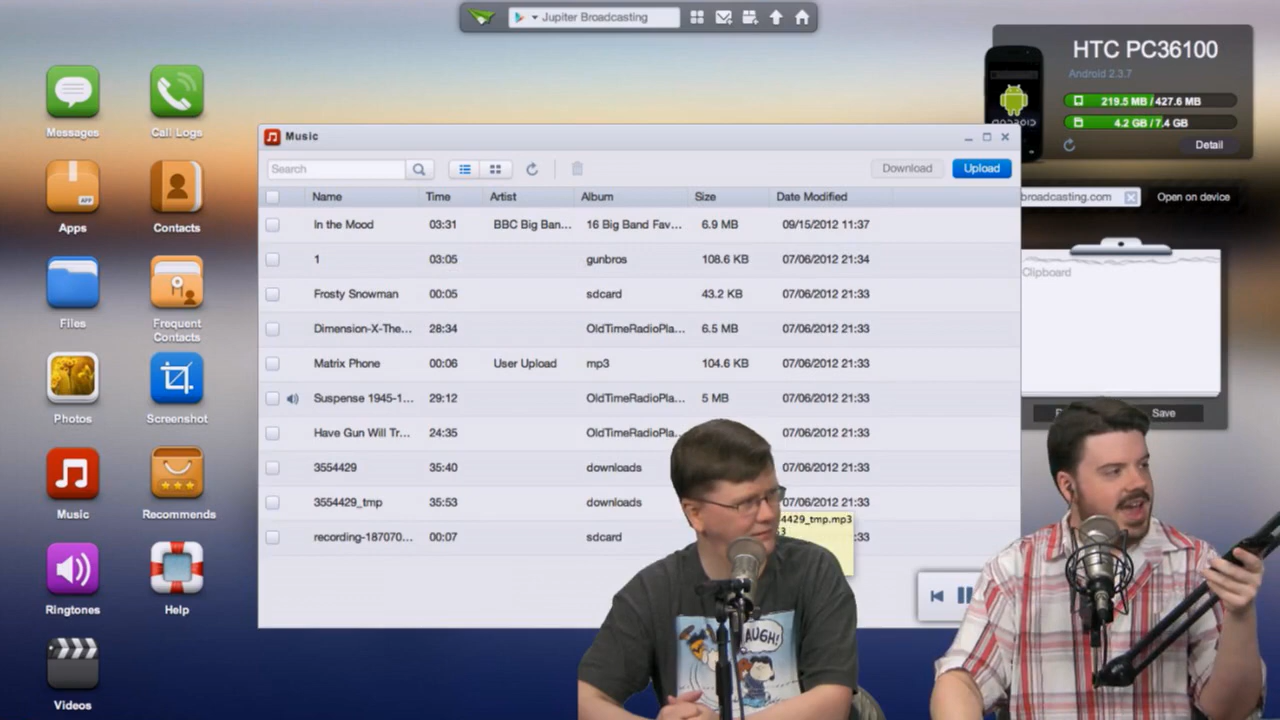 Jupiter Broadcasting
HTC PC36100
Android 2.3.7
219.5 MB / 427.6 MB
4.2 GB / 7.4 GB
Detail
Messages
Call Logs
Apps
Contacts
Files
Frequent
Contacts
Photos
Screenshot
Music
Recommends
Ringtones
Help
Videos
Music
Search
Download
Upload
Name Time Artist Album Size Date Modified
In the Mood 03:31 BBC Big Ban... 16 Big Band Fav... 6.9 MB 09/15/2012 11:37
1 03:05 gunbros 108.6 KB 07/06/2012 21:34
Frosty Snowman 00:05 sdcard 43.2 KB 07/06/2012 21:33
Dimension-X-The... 28:34 OldTimeRadioPla... 6.5 MB 07/06/2012 21:33
Matrix Phone 00:06 User Upload mp3 104.6 KB 07/06/2012 21:33
Suspense 1945-1... 29:12 OldTimeRadioPla... 5 MB 07/06/2012 21:33
Have Gun Will Tr... 24:35 OldTimeRadioPla... 07/06/2012 21:33
3554429 35:40 downloads 07/06/2012 21:33
3554429_tmp 35:53 downloads 07/06/2012 21:33
recording-187070... 00:07 sdcard :33
4429_tmp.mp3
broadcasting.com
Open on device
Clipboard
Save
AUGH!